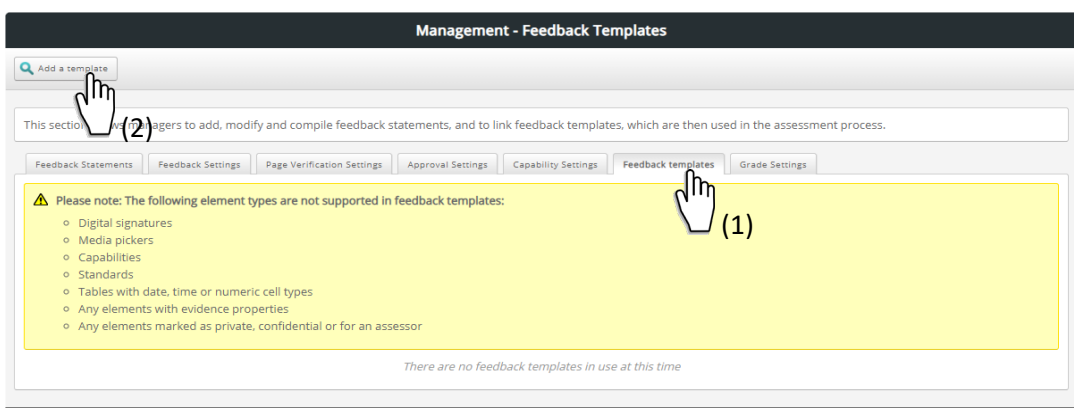 Management - Feedback Templates
Add a template
(2)
This section managers to add, modify and compile feedback statements, and to link feedback templates, which are then used in the assessment process.
Feedback Statements Feedback Settings Page Verification Settings Approval Settings Capability Settings Feedback templates Grade Settings
(1)
Please note: The following element types are not supported in feedback templates:
Digital signatures
Media pickers
Capabilities
Standards
Tables with date, time or numeric cell types
Any elements with evidence properties
Any elements marked as private, confidential or for an assessor
There are no feedback templates in use at this time